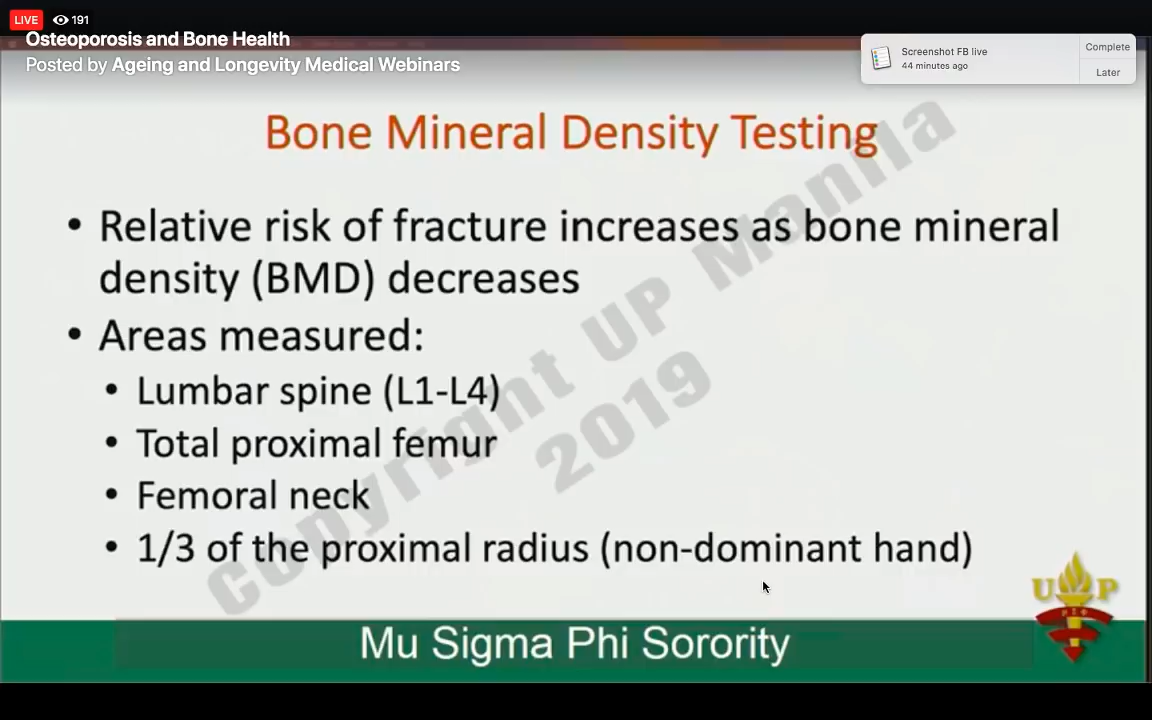 LIVE 191
Osteoporosis and Bone Health
Posted by Ageing and Longevity Medical Webinars
Screenshot FB live
44 minutes ago
Complete
Later
Bone Mineral Density Testing
• Relative risk of fracture increases as bone mineral
density (BMD) decreases
• Areas measured:
• Lumbar spine (L1-L4)
• Total proximal femur
• Femoral neck
• 1/3 of the proximal radius (non-dominant hand)
Copyright UP Manila
2019
U P
ΜΣΦ
Mu Sigma Phi Sorority